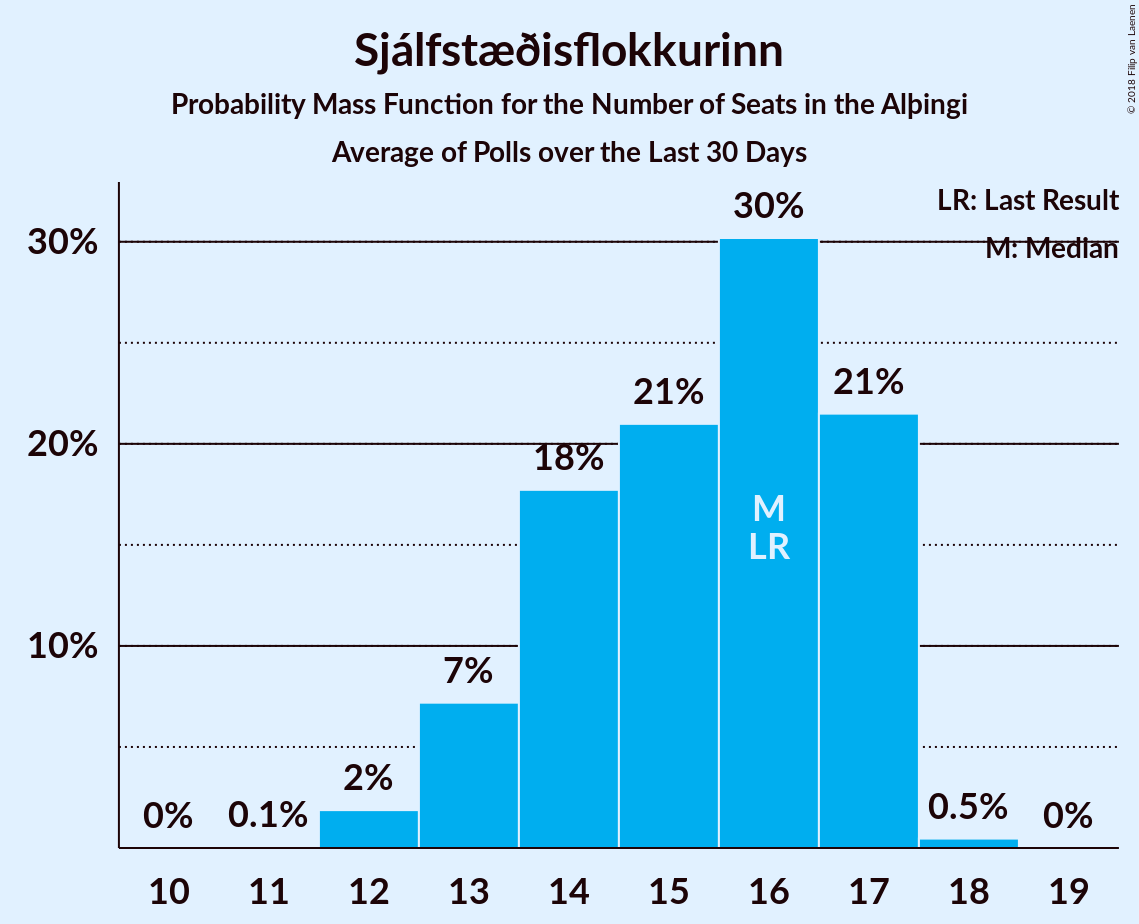 Sjálfstæðisflokkurinn
Probability Mass Function for the Number of Seats in the Alþingi
Average of Polls over the Last 30 Days
© 2018 Filip van Laenen
LR: Last Result
M: Median
30%
20%
10%
0%
0.1%
2%
7%
18%
21%
30%
21%
0.5%
0%
M
LR
10 11 12 13 14 15 16 17 18 19